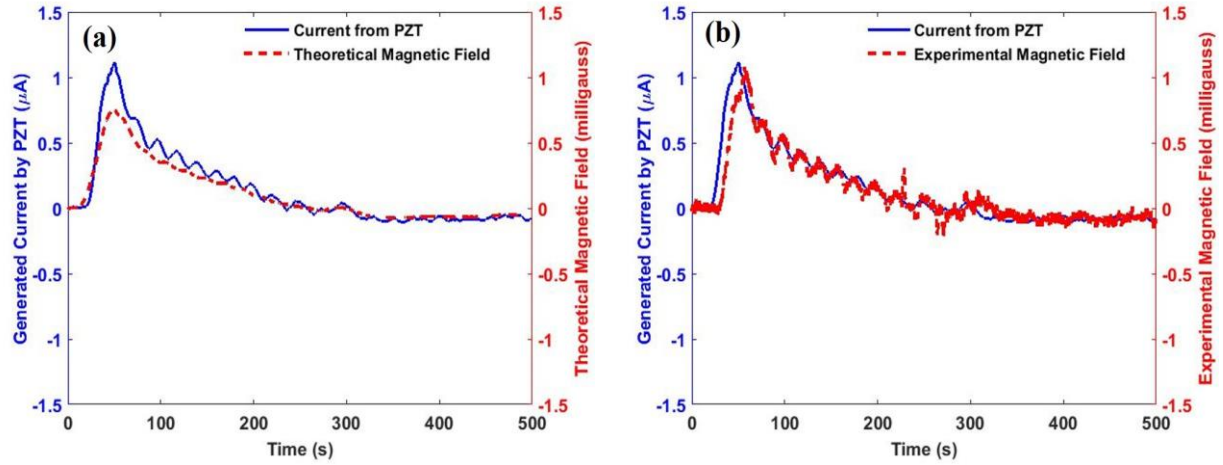 (a)
Current from PZT
Theoretical Magnetic Field
Generated Current by PZT (μA)
1.5
1
0.5
0
-0.5
-1
-1.5
1.5
1
0.5
0
-0.5
-1
-1.5
Theoretical Magnetic Field (milligauss)
0 100 200 300 400 500
Time (s)
(b)
Current from PZT
Experimental Magnetic Field
Generated Current by PZT (μA)
1.5
1
0.5
0
-0.5
-1
-1.5
1.5
1
0.5
0
-0.5
-1
-1.5
Experimental Magnetic Field (milligauss)
0 100 200 300 400 500
Time (s)